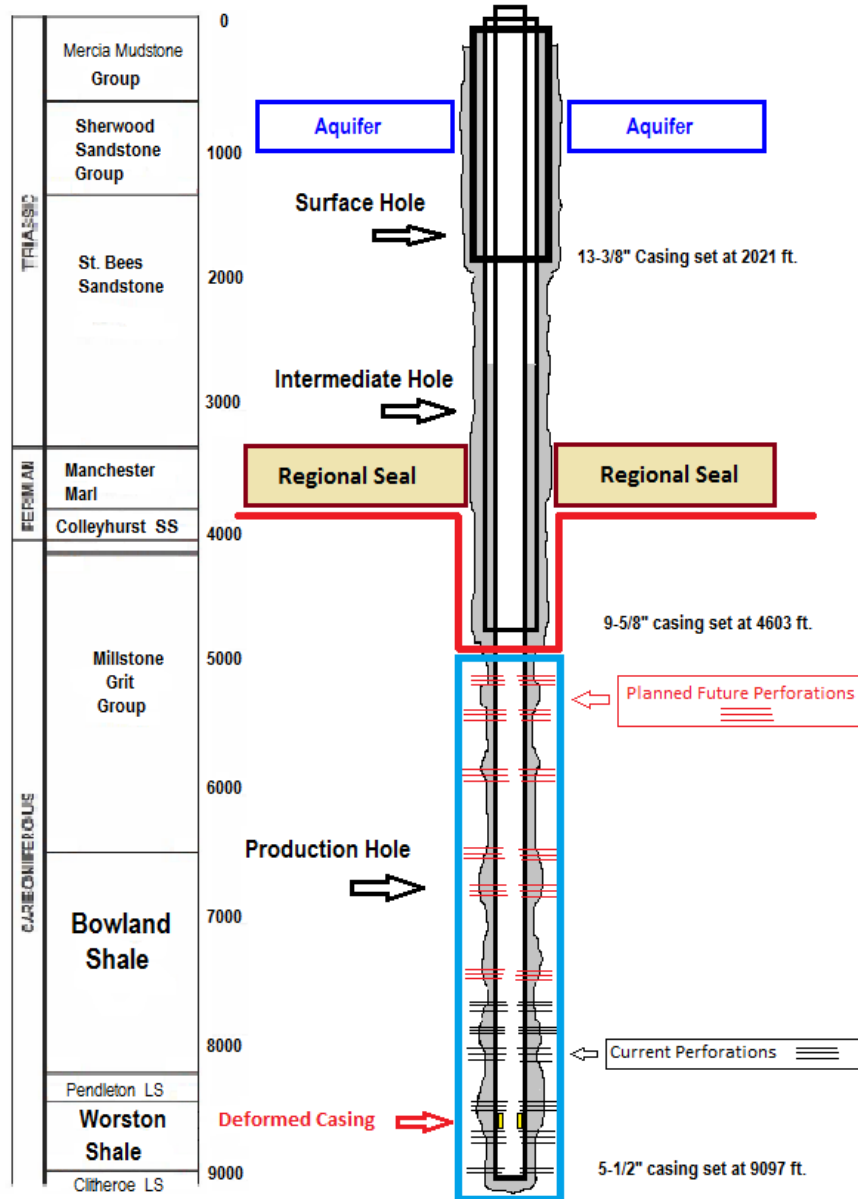 0
Mercia Mudstone
Group
Sherwood
Sandstone
Group
Aquifer
Aquifer
1000
Surface Hole
TRIASSIC
St. Bees
Sandstone
13-3/8" Casing set at 2021 ft.
2000
Intermediate Hole
3000
PERMIAN
Manchester
Marl
Regional Seal
Regional Seal
Colleyhurst SS
4000
9-5/8" casing set at 4603 ft.
Millstone
Grit
Group
5000
Planned Future Perforations
6000
CARBONIFEROUS
Production Hole
Bowland
Shale
7000
8000
Current Perforations
Pendleton LS
Worston
Shale
Deformed Casing
9000
5-1/2" casing set at 9097 ft.
Clitheroe LS